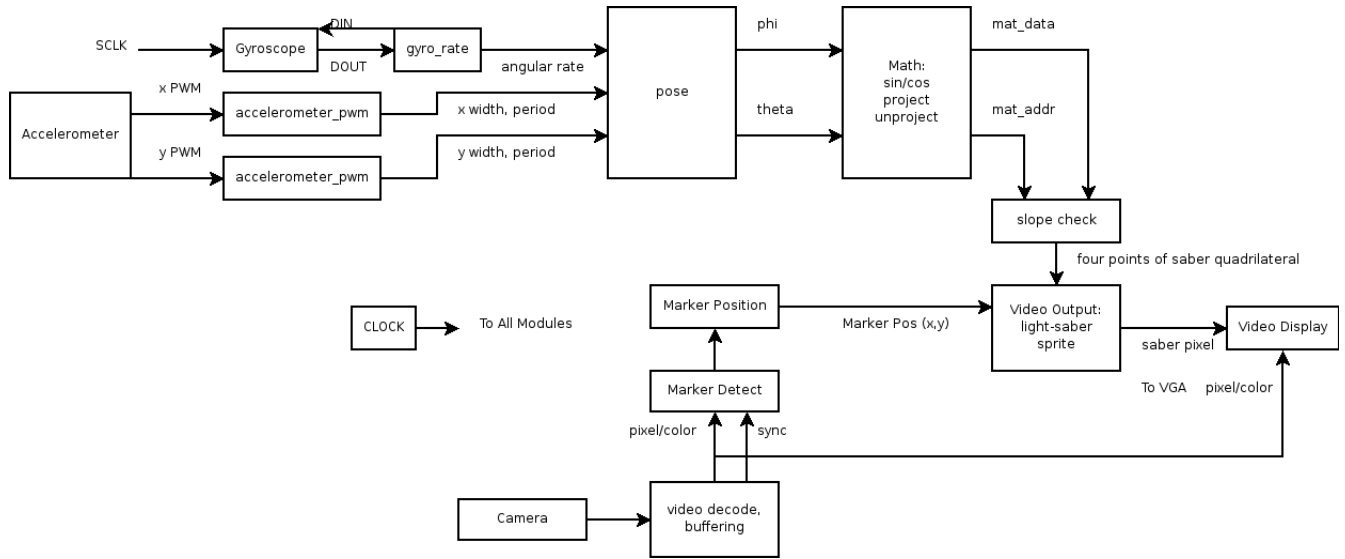 DIN
phi
mat_data
SCLK
Gyroscope
gyro_rate
DOUT
angular rate
Math:
sin/cos
project
unproject
pose
x PWM
accelerometer_pwm
x width, period
theta
mat_addr
Accelerometer
y PWM
accelerometer_pwm
y width, period
slope check
four points of saber quadrilateral
Marker Position
Marker Pos (x,y)
Video Output:
light-saber
sprite
saber pixel
Video Display
CLOCK
To All Modules
Marker Detect
To VGA
pixel/color
pixel/color
sync
Camera
video decode,
buffering